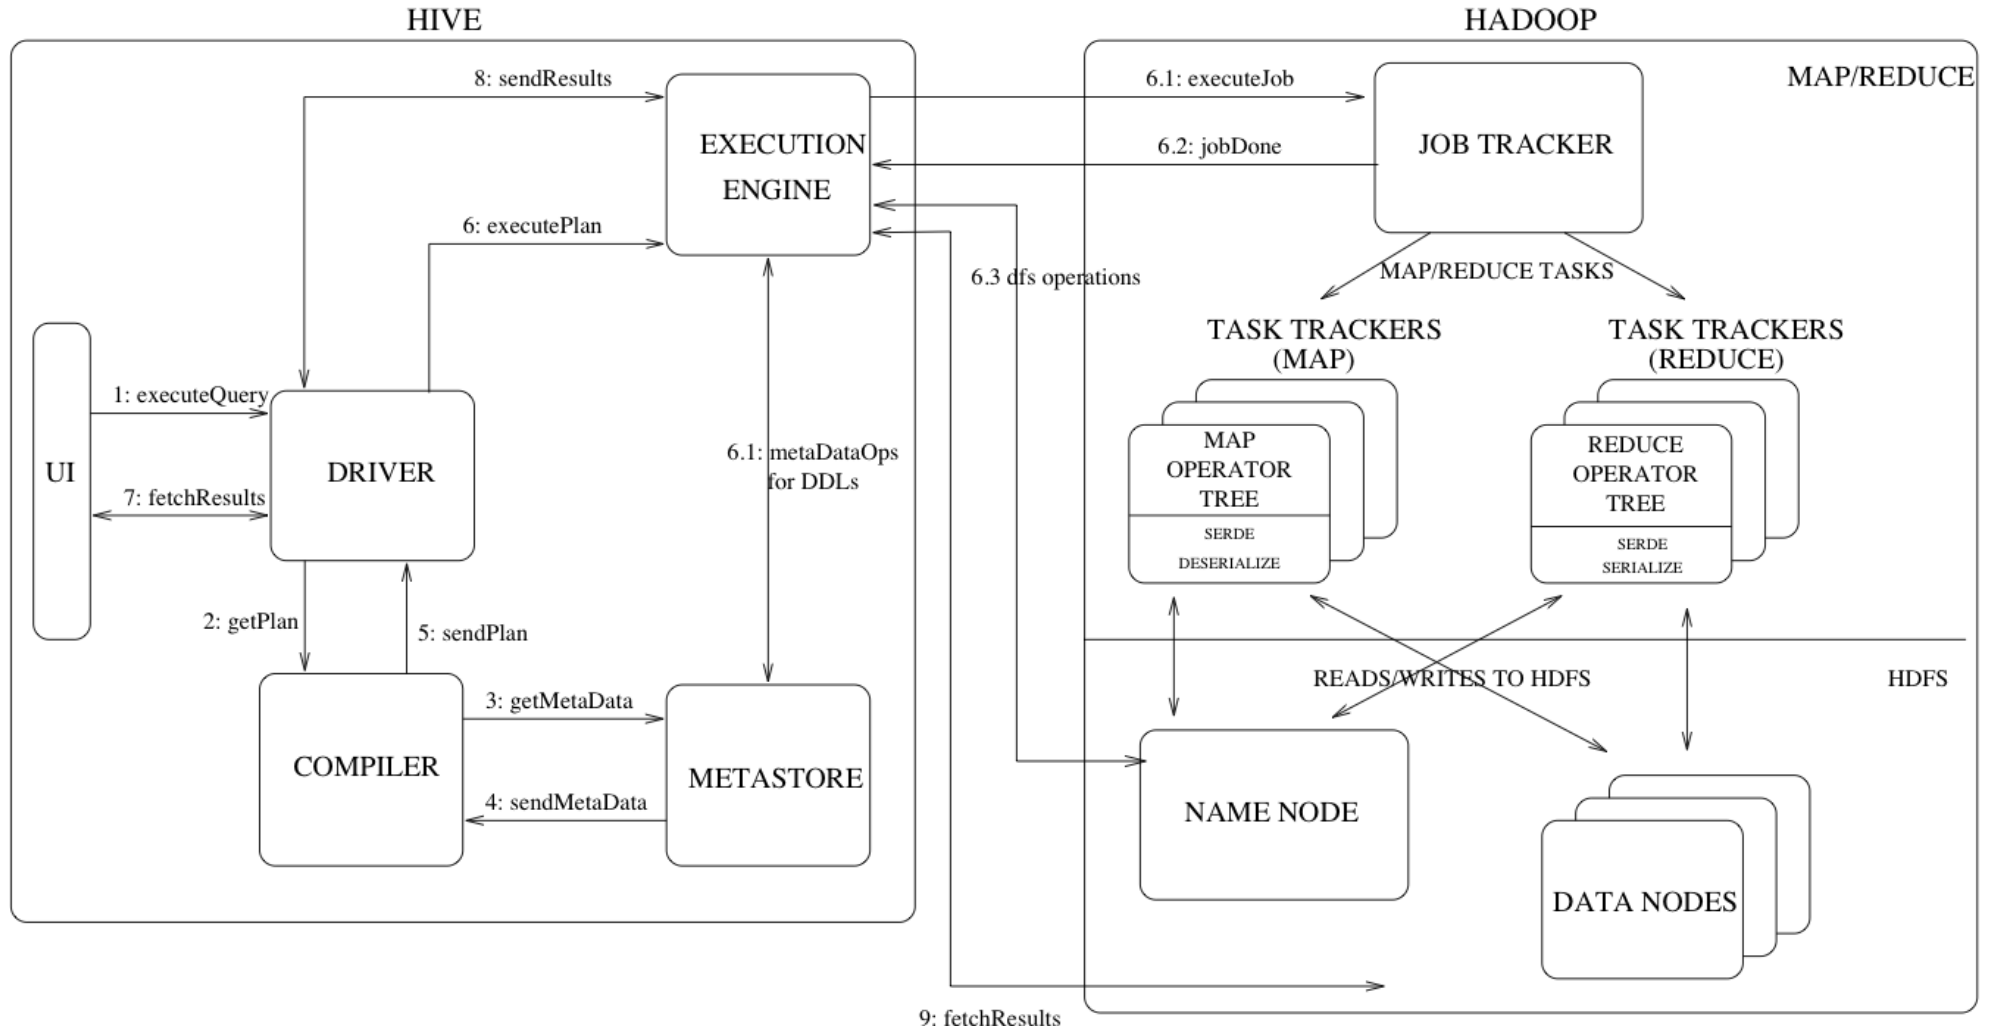 HIVE
HADOOP
8: sendResults
6.1: executeJob
MAP/REDUCE
EXECUTION
ENGINE
JOB TRACKER
6.2: jobDone
6: executePlan
6.3 dfs operations
MAP/REDUCE TASKS
TASK TRACKERS
(MAP)
TASK TRACKERS
(REDUCE)
1: executeQuery
UI
DRIVER
7: fetchResults
6.1: metaDataOps
for DDLs
MAP
OPERATOR
TREE
SERDE
DESERIALIZE
REDUCE
OPERATOR
TREE
SERDE
SERIALIZE
2: getPlan
5: sendPlan
READS/WRITES TO HDFS
HDFS
3: getMetaData
COMPILER
METASTORE
4: sendMetaData
NAME NODE
DATA NODES
9: fetchResults